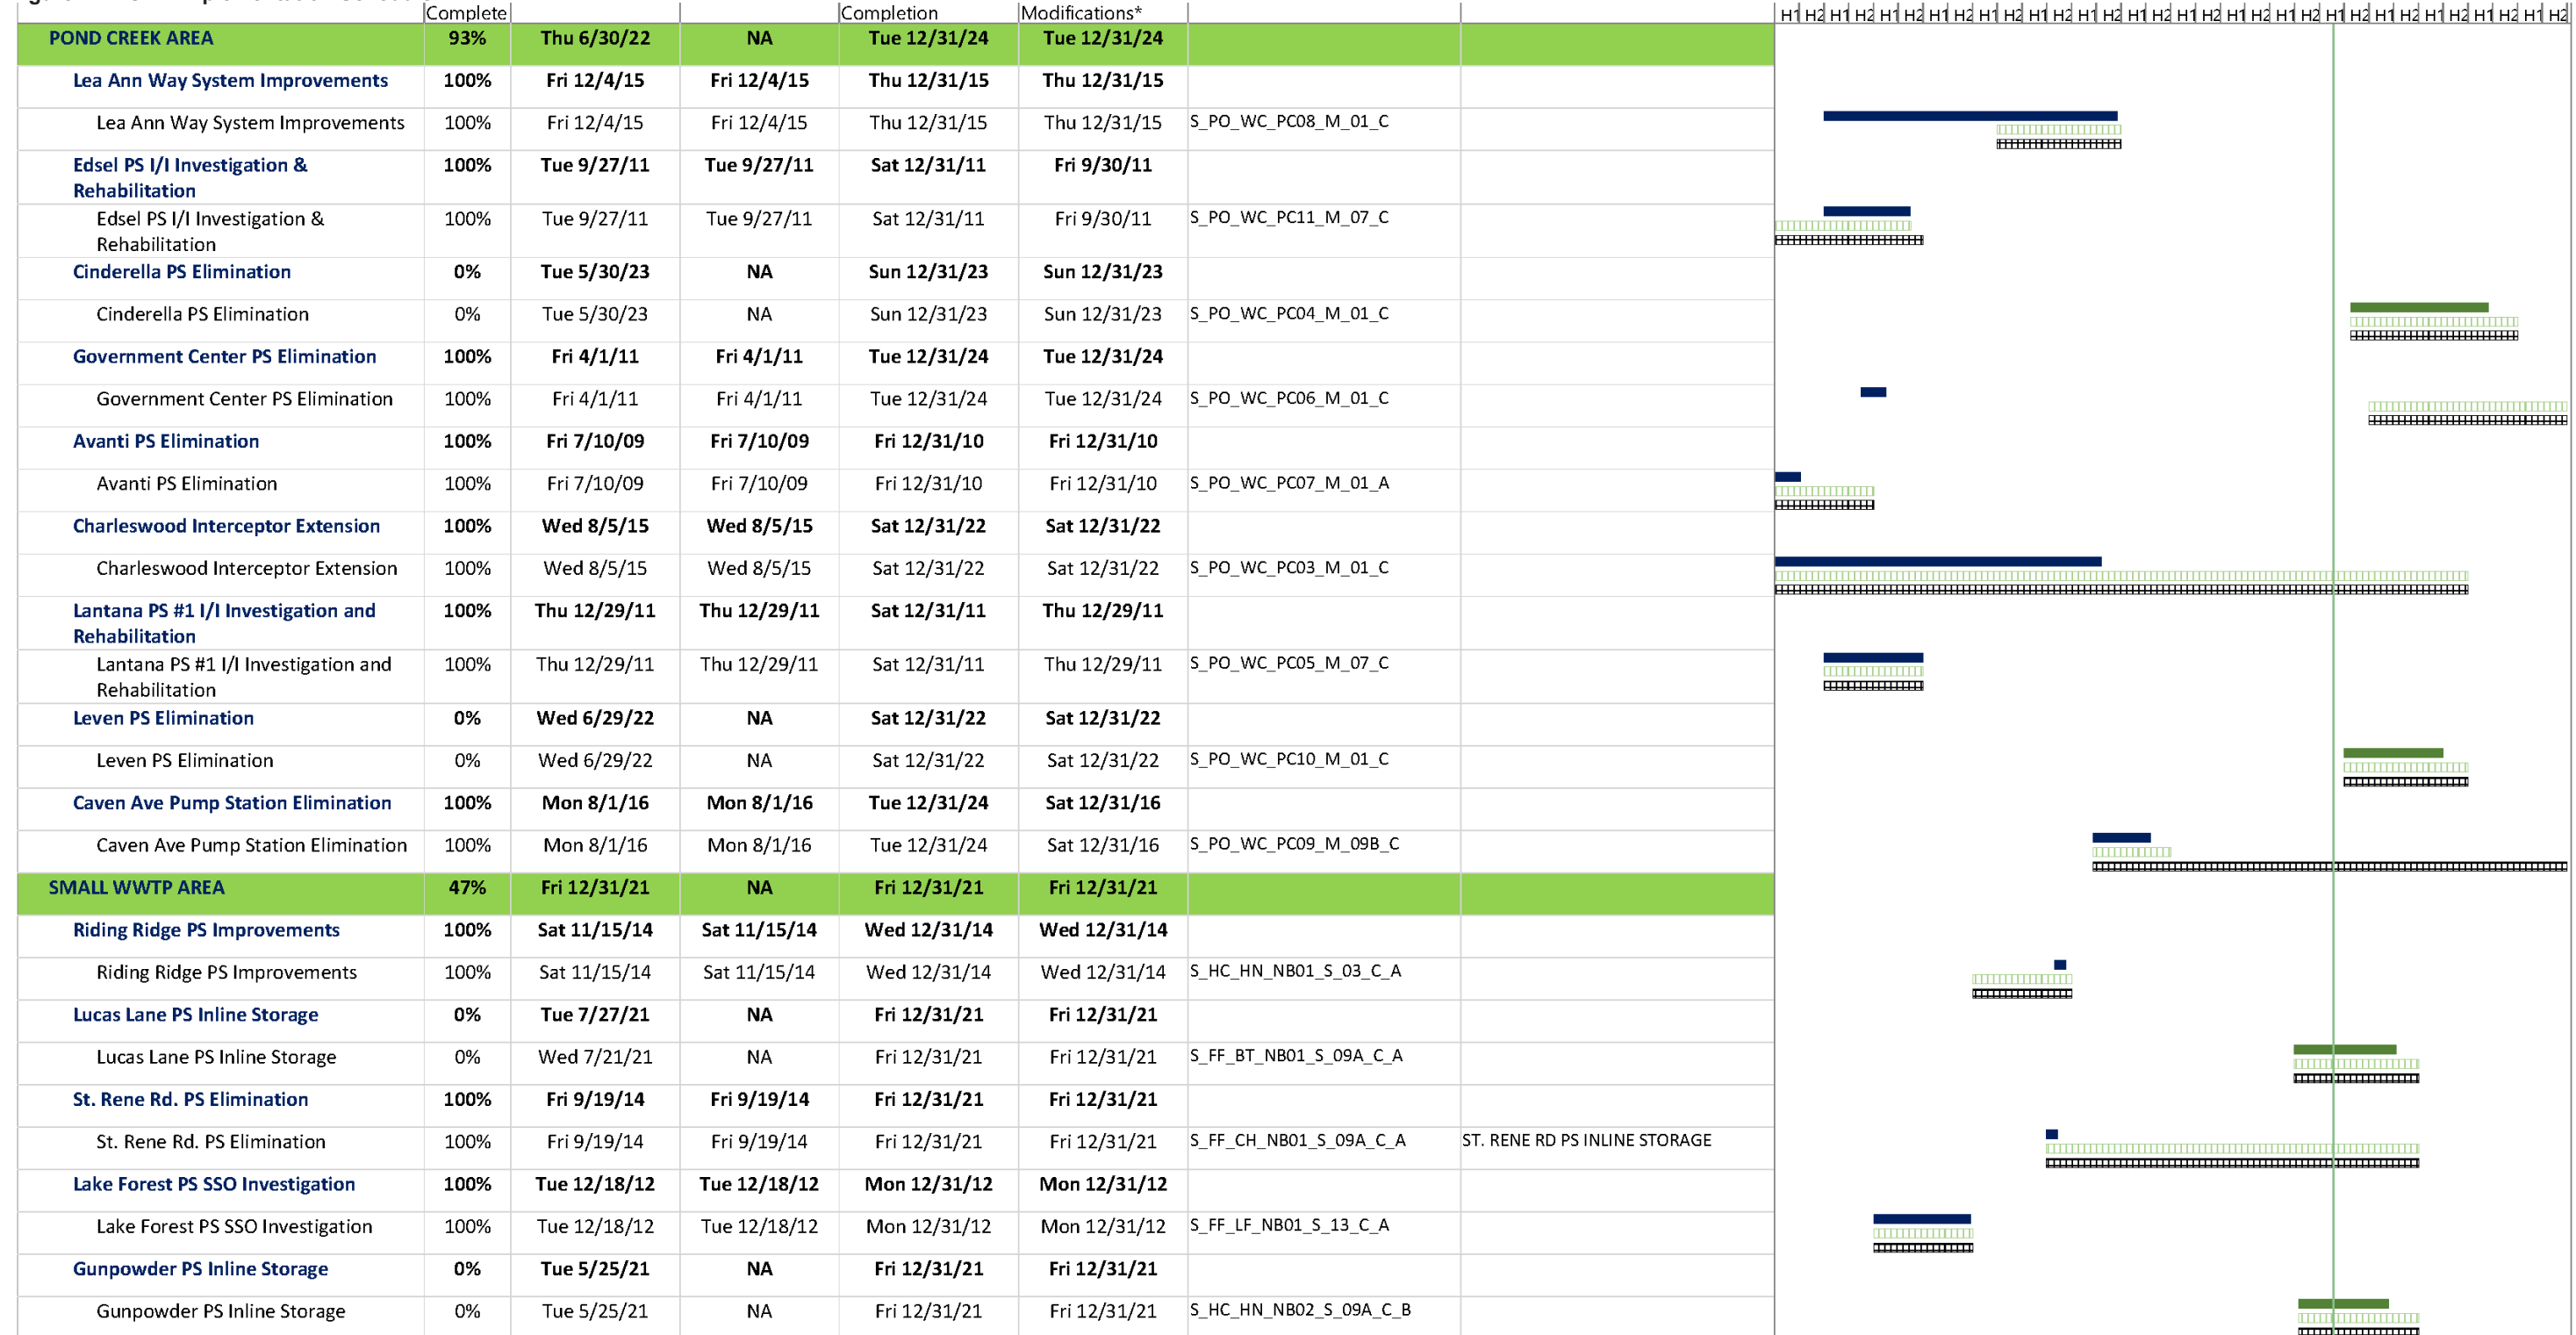 Complete Completion Modifications* H1 H2 H1 H2 H1 H2 H1 H2 H1 H2 H1 H2 H1 H2 H1 H2 H1 H2 H1 H2 H1 H2 H1 H2 H1 H2 H1 H2 H1 H2 H1 H2
POND CREEK AREA 93% Thu 6/30/22 NA Tue 12/31/24 Tue 12/31/24
Lea Ann Way System Improvements 100% Fri 12/4/15 Fri 12/4/15 Thu 12/31/15 Thu 12/31/15
Lea Ann Way System Improvements 100% Fri 12/4/15 Fri 12/4/15 Thu 12/31/15 Thu 12/31/15 S_PO_WC_PC08_M_01_C
Edsel PS I/I Investigation & 100% Tue 9/27/11 Tue 9/27/11 Sat 12/31/11 Fri 9/30/11
Rehabilitation
Edsel PS I/I Investigation & 100% Tue 9/27/11 Tue 9/27/11 Sat 12/31/11 Fri 9/30/11 S_PO_WC_PC11_M_07_C
Rehabilitation
Cinderella PS Elimination 0% Tue 5/30/23 NA Sun 12/31/23 Sun 12/31/23
Cinderella PS Elimination 0% Tue 5/30/23 NA Sun 12/31/23 Sun 12/31/23 S_PO_WC_PC04_M_01_C
Government Center PS Elimination 100% Fri 4/1/11 Fri 4/1/11 Tue 12/31/24 Tue 12/31/24
Government Center PS Elimination 100% Fri 4/1/11 Fri 4/1/11 Tue 12/31/24 Tue 12/31/24 S_PO_WC_PC06_M_01_C
Avanti PS Elimination 100% Fri 7/10/09 Fri 7/10/09 Fri 12/31/10 Fri 12/31/10
Avanti PS Elimination 100% Fri 7/10/09 Fri 7/10/09 Fri 12/31/10 Fri 12/31/10 S_PO_WC_PC07_M_01_A
Charleswood Interceptor Extension 100% Wed 8/5/15 Wed 8/5/15 Sat 12/31/22 Sat 12/31/22
Charleswood Interceptor Extension 100% Wed 8/5/15 Wed 8/5/15 Sat 12/31/22 Sat 12/31/22 S_PO_WC_PC03_M_01_C
Lantana PS #1 I/I Investigation and 100% Thu 12/29/11 Thu 12/29/11 Sat 12/31/11 Thu 12/29/11
Rehabilitation
Lantana PS #1 I/I Investigation and 100% Thu 12/29/11 Thu 12/29/11 Sat 12/31/11 Thu 12/29/11 S_PO_WC_PC05_M_07_C
Rehabilitation
Leven PS Elimination 0% Wed 6/29/22 NA Sat 12/31/22 Sat 12/31/22
Leven PS Elimination 0% Wed 6/29/22 NA Sat 12/31/22 Sat 12/31/22 S_PO_WC_PC10_M_01_C
Caven Ave Pump Station Elimination 100% Mon 8/1/16 Mon 8/1/16 Tue 12/31/24 Sat 12/31/16
Caven Ave Pump Station Elimination 100% Mon 8/1/16 Mon 8/1/16 Tue 12/31/24 Sat 12/31/16 S_PO_WC_PC09_M_09B_C
SMALL WWTP AREA 47% Fri 12/31/21 NA Fri 12/31/21 Fri 12/31/21
Riding Ridge PS Improvements 100% Sat 11/15/14 Sat 11/15/14 Wed 12/31/14 Wed 12/31/14
Riding Ridge PS Improvements 100% Sat 11/15/14 Sat 11/15/14 Wed 12/31/14 Wed 12/31/14 S_HC_HN_NB01_S_03_C_A
Lucas Lane PS Inline Storage 0% Tue 7/27/21 NA Fri 12/31/21 Fri 12/31/21
Lucas Lane PS Inline Storage 0% Wed 7/21/21 NA Fri 12/31/21 Fri 12/31/21 S_FF_BT_NB01_S_09A_C_A
St. Rene Rd. PS Elimination 100% Fri 9/19/14 Fri 9/19/14 Fri 12/31/21 Fri 12/31/21
St. Rene Rd. PS Elimination 100% Fri 9/19/14 Fri 9/19/14 Fri 12/31/21 Fri 12/31/21 S_FF_CH_NB01_S_09A_C_A ST. RENE RD PS INLINE STORAGE
Lake Forest PS SSO Investigation 100% Tue 12/18/12 Tue 12/18/12 Mon 12/31/12 Mon 12/31/12
Lake Forest PS SSO Investigation 100% Tue 12/18/12 Tue 12/18/12 Mon 12/31/12 Mon 12/31/12 S_FF_LF_NB01_S_13_C_A
Gunpowder PS Inline Storage 0% Tue 5/25/21 NA Fri 12/31/21 Fri 12/31/21
Gunpowder PS Inline Storage 0% Tue 5/25/21 NA Fri 12/31/21 Fri 12/31/21 S_HC_HN_NB02_S_09A_C_B